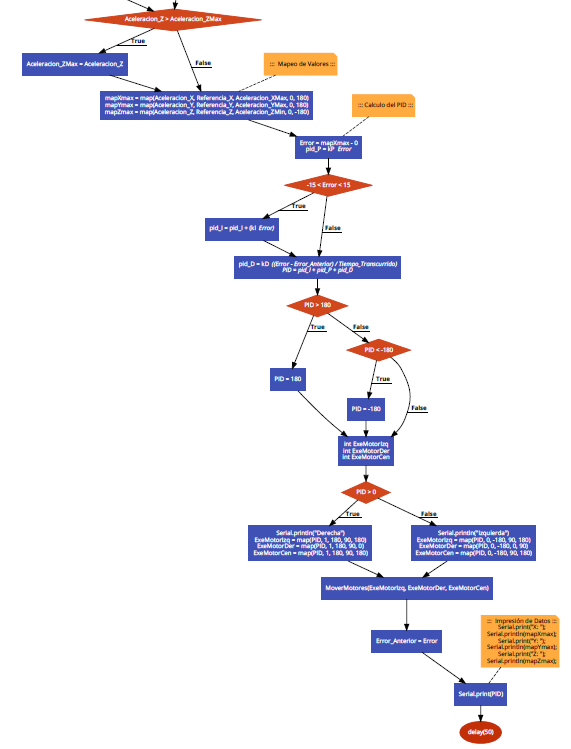 Aceleracion_Z > Aceleracion_ZMax
True
False
Aceleracion_ZMax = Aceleracion_Z
::: Mapeo de Valores :::
mapXmax = map(Aceleracion_X, Referencia_X, Aceleracion_XMax, 0, 180)
mapYmax = map(Aceleracion_Y, Referencia_Y, Aceleracion_YMax, 0, 180)
mapZmax = map(Aceleracion_Z, Referencia_Z, Aceleracion_ZMin, 0, -180)
::: Calculo del PID :::
Error = mapXmax - 0
pid_P = kP Error
-15 < Error < 15
True
False
pid_I = pid_I + (ki Error)
pid_D = kD ((Error - Error_Anterior) / Tiempo_Transcurrido)
PID = pid_I + pid_P + pid_D
PID > 180
True
False
PID < -180
PID = 180
True
False
PID = -180
int ExeMotorIzq
int ExeMotorDer
int ExeMotorCen
PID > 0
True
False
Serial.println("Derecha")
ExeMotorIzq = map(PID, 1, 180, 90, 180)
ExeMotorDer = map(PID, 1, 180, 90, 0)
ExeMotorCen = map(PID, 1, 180, 90, 180)
Serial.println("Izquierda")
ExeMotorIzq = map(PID, 0, -180, 90, 180)
ExeMotorDer = map(PID, 0, -180, 0, 90)
ExeMotorCen = map(PID, 0, -180, 90, 180)
MoverMotores(ExeMotorIzq, ExeMotorDer, ExeMotorCen)
Error_Anterior = Error
::: Impresión de Datos :::
Serial.print("X: ");
Serial.println(mapXmax);
Serial.print("Y: ");
Serial.println(mapYmax);
Serial.print("Z: ");
Serial.println(mapZmax);
Serial.print(PID)
delay(50)